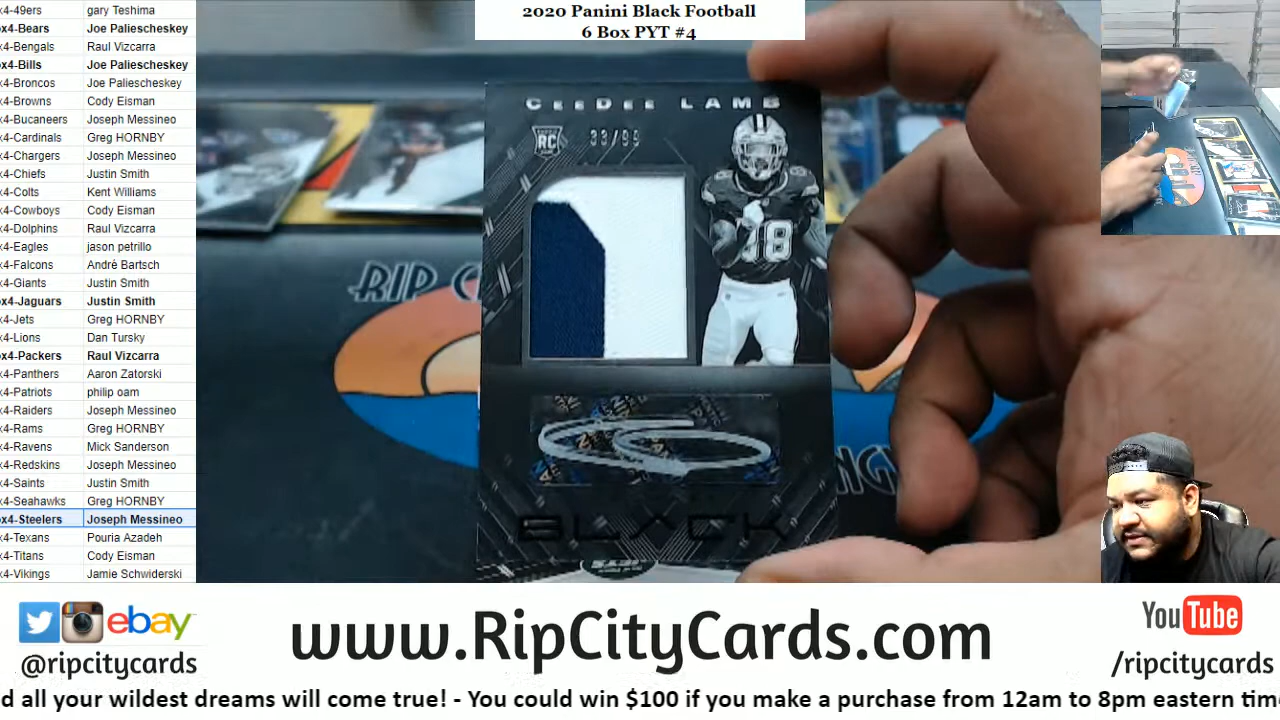 x4-49ers gary Teshima
x4-Bears Joe Paliescheskey
x4-Bengals Raul Vizcarra
x4-Bills Joe Paliescheskey
x4-Broncos Joe Paliescheskey
x4-Browns Cody Eisman
x4-Bucaneers Joseph Messineo
x4-Cardinals Greg HORNBY
x4-Chargers Joseph Messineo
x4-Chiefs Justin Smith
x4-Colts Kent Williams
x4-Cowboys Cody Eisman
x4-Dolphins Raul Vizcarra
x4-Eagles jason petrillo
x4-Falcons Andrè Bartsch
x4-Giants Justin Smith
x4-Jaguars Justin Smith
x4-Jets Greg HORNBY
x4-Lions Dan Tursky
ox4-Packers Raul Vizcarra
x4-Panthers Aaron Zatorski
x4-Patriots philip oam
x4-Raiders Joseph Messineo
x4-Rams Greg HORNBY
x4-Ravens Mick Sanderson
x4-Redskins Joseph Messineo
x4-Saints Justin Smith
x4-Seahawks Greg HORNBY
ox4-Steelers Joseph Messineo
x4-Texans Pouria Azadeh
x4-Titans Cody Eisman
x4-Vikings Jamie Schwiderski
2020 Panini Black Football
6 Box PYT #4
CEEDEE LAMB
RC
33/99
88
BLACK
RIP C
ebay
@ripcitycards
www.RipCityCards.com
YouTube
/ripcitycards
d all your wildest dreams will come true! - You could win $100 if you make a purchase from 12am to 8pm eastern tim